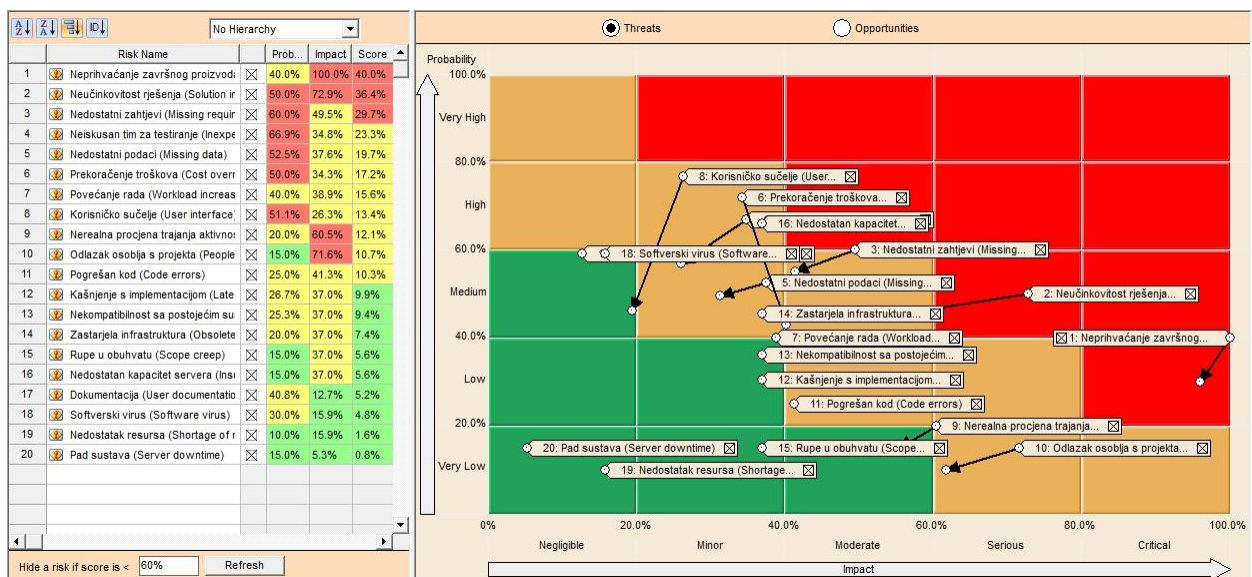 No Hierarchy
Risk Name Prob... Impact Score
1 Neprihvaćanje završnog proizvoda 40.0% 100.0% 40.0%
2 Neučinkovitost rješenja (Solution ir 50.0% 72.9% 36.4%
3 Nedostatni zahtjevi (Missing requir 60.0% 49.5% 29.7%
4 Neiskusan tim za testiranje (Inexpe 66.9% 34.8% 23.3%
5 Nedostatni podaci (Missing data) 52.5% 37.6% 19.7%
6 Prekoračenje troškova (Cost overr 50.0% 34.3% 17.2%
7 Povećanje rada (Workload increas 40.0% 38.9% 15.6%
8 Korisničko sučelje (User interface) 51.1% 26.3% 13.4%
9 Nerealna procjena trajanja aktivnos 20.0% 60.5% 12.1%
10 Odlazak osoblja s projekta (People 15.0% 71.6% 10.7%
11 Pogrešan kod (Code errors) 25.0% 41.3% 10.3%
12 Kašnjenje s implementacijom (Late 26.7% 37.0% 9.9%
13 Nekompatibilnost sa postojećim su 25.3% 37.0% 9.4%
14 Zastarjela infrastruktura (Obsolete 20.0% 37.0% 7.4%
15 Rupe u obuhvatu (Scope creep) 15.0% 37.0% 5.6%
16 Nedostatan kapacitet servera (Insu 15.0% 37.0% 5.6%
17 Dokumentacija (User documentatic 40.8% 12.7% 5.2%
18 Softverski virus (Software virus) 30.0% 15.9% 4.8%
19 Nedostatak resursa (Shortage of r 10.0% 15.9% 1.6%
20 Pad sustava (Server downtime) 15.0% 5.3% 0.8%
Hide a risk if score is < 60% Refresh
Threats Opportunities
Probability
100.0%
Very High
80.0%
8: Korisničko sučelje (User...
High
6: Prekoračenje troškova...
16: Nedostatan kapacitet...
60.0%
3: Nedostatni zahtjevi (Missing...
18: Softverski virus (Software...
5: Nedostatni podaci (Missing...
Medium
2: Neučinkovitost rješenja...
14: Zastarjela infrastruktura...
40.0%
7: Povećanje rada (Workload...
1: Neprihvaćanje završnog...
13: Nekompatibilnost sa postojećim...
Low
12: Kašnjenje s implementacijom...
11: Pogrešan kod (Code errors)
20.0%
9: Nerealna procjena trajanja...
20: Pad sustava (Server downtime)
15: Rupe u obuhvatu (Scope...
10: Odlazak osoblja s projekta...
Very Low
19: Nedostatak resursa (Shortage...
0% 20.0% 40.0% 60.0% 80.0% 100.0%
Negligible Minor Moderate Serious Critical
Impact